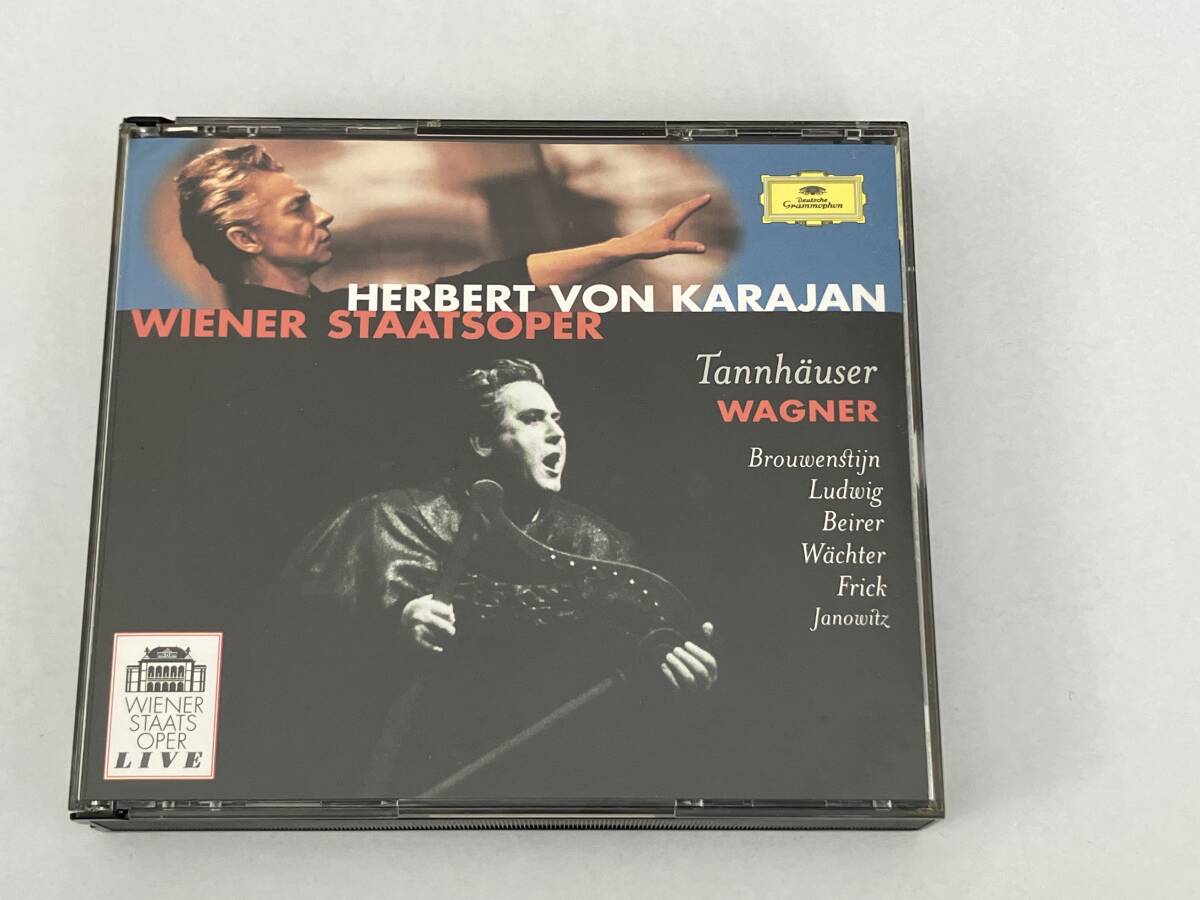 Deutsche
Grammophon
HERBERT VON KARAJAN
WIENER STAATSOPER
Tannhäuser
WAGNER
Brouwenstijn
Ludwig
Beirer
Wächter
Frick
Janowitz
WIENER
STAATS
OPER
LIVE